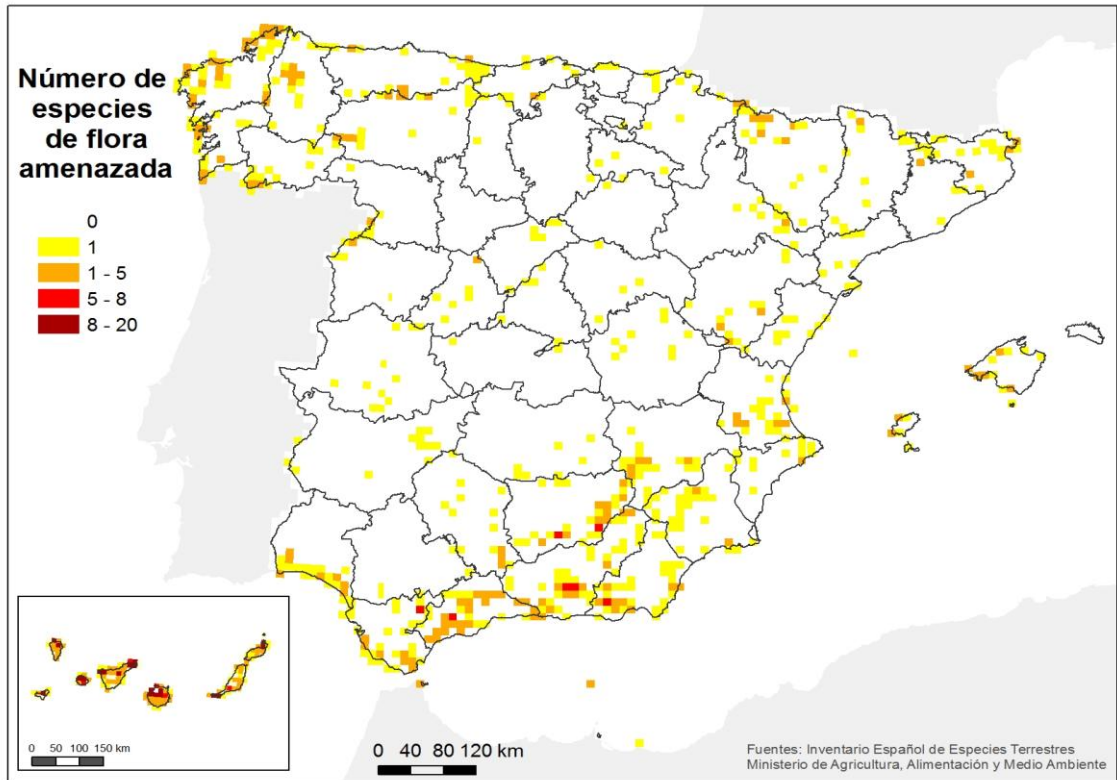 Número de
especies
de flora
amenazada
0
1
1 - 5
5 - 8
8 - 20
0 50 100 150 km
0 40 80 120 km
Fuentes: Inventario Español de Especies Terrestres
Ministerio de Agricultura, Alimentación y Medio Ambiente